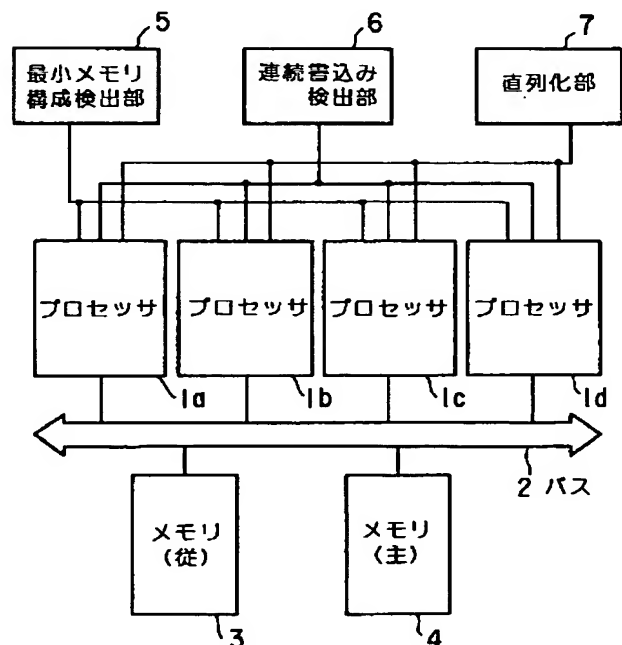 5
6
7
最小メモリ
構成検出部
連続書込み
検出部
直列化部
プロセッサ
プロセッサ
プロセッサ
プロセッサ
1a
1b
1c
1d
2 バス
メモリ
(従)
メモリ
(主)
3
4